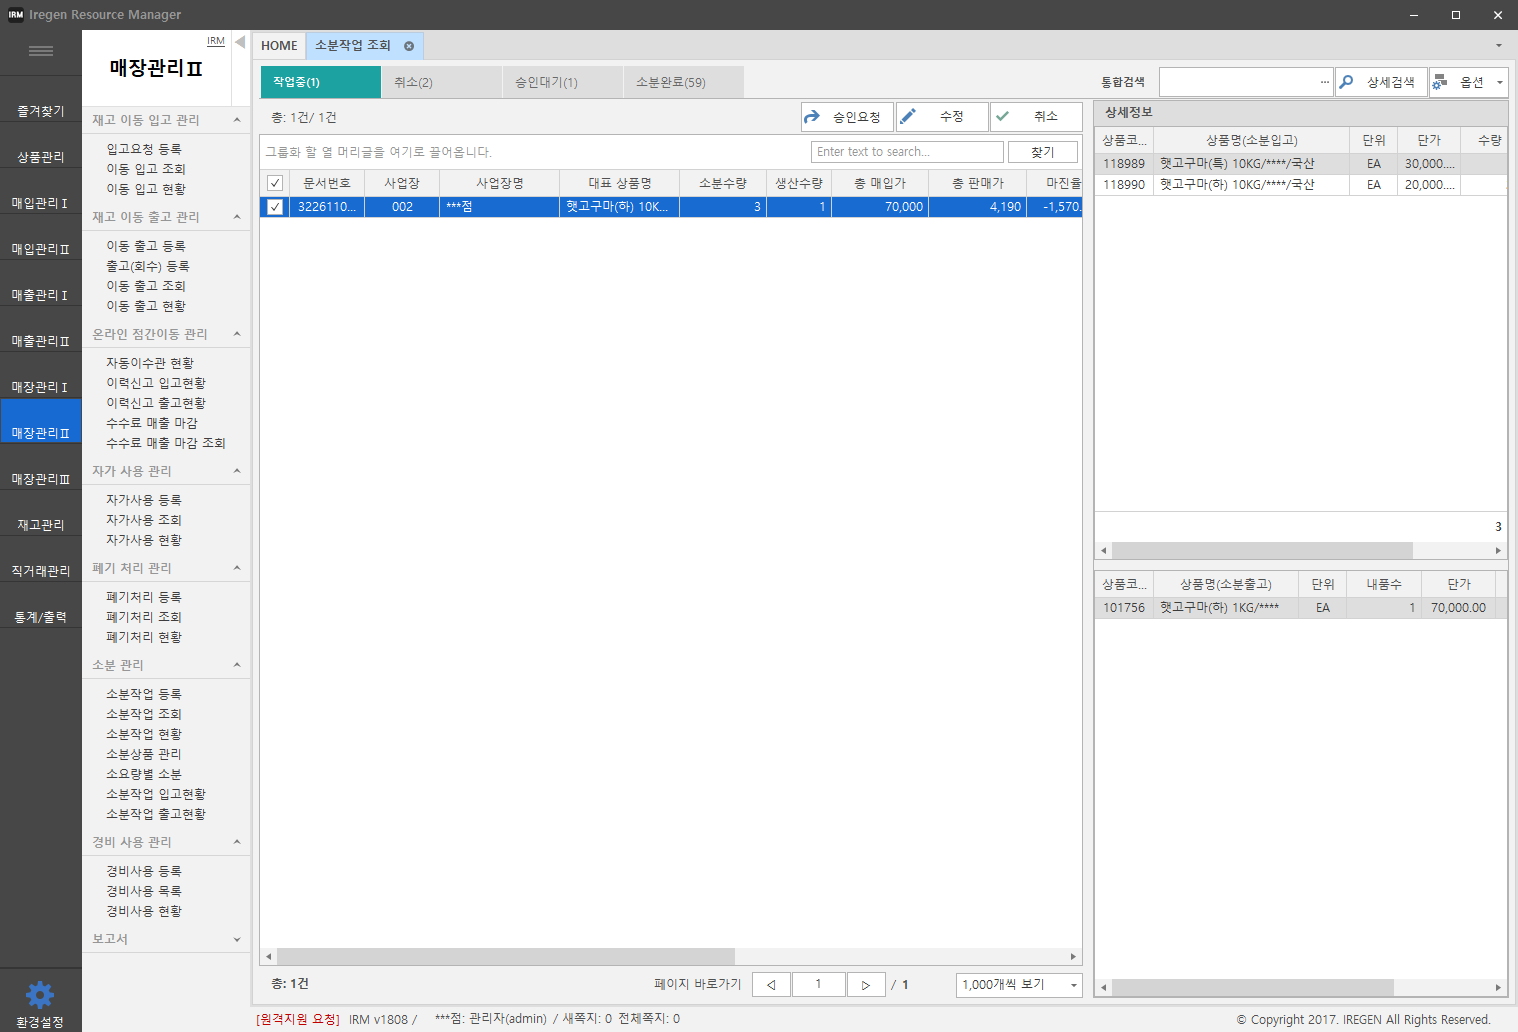 IRM Iregen Resource Manager
즐겨찾기
상품관리
매입관리Ⅰ
매입관리Ⅱ
매출관리Ⅰ
매출관리Ⅱ
매장관리Ⅰ
매장관리Ⅱ
매장관리Ⅲ
재고관리
직거래관리
통계/출력
환경설정
IRM
매장관리Ⅱ
재고 이동 입고 관리
입고요청 등록
이동 입고 조회
이동 입고 현황
재고 이동 출고 관리
이동 출고 등록
출고(회수) 등록
이동 출고 조회
이동 출고 현황
온라인 점간이동 관리
자동이수관 현황
이력신고 입고현황
이력신고 출고현황
수수료 매출 마감
수수료 매출 마감 조회
자가 사용 관리
자가사용 등록
자가사용 조회
자가사용 현황
폐기 처리 관리
폐기처리 등록
폐기처리 조회
폐기처리 현황
소분 관리
소분작업 등록
소분작업 조회
소분작업 현황
소분상품 관리
소요량별 소분
소분작업 입고현황
소분작업 출고현황
경비 사용 관리
경비사용 등록
경비사용 목록
경비사용 현황
보고서
HOME 소분작업 조회
작업중(1) 취소(2) 승인대기(1) 소분완료(59) 통합검색 ... 상세검색 옵션
총: 1건/ 1건 승인요청 수정 취소
그룹화 할 열 머리글을 여기로 끌어옵니다. Enter text to search... 찾기
문서번호 사업장 사업장명 대표 상품명 소분수량 생산수량 총 매입가 총 판매가 마진율
3226110... 002 ***점 햇고구마(하) 10K... 3 1 70,000 4,190 -1,570.
총: 1건 페이지 바로가기 1 / 1 1,000개씩 보기
상세정보
상품코... 상품명(소분입고) 단위 단가 수량
118989 햇고구마(특) 10KG/****/국산 EA 30,000....
118990 햇고구마(하) 10KG/****/국산 EA 20,000....
3
상품코... 상품명(소분출고) 단위 내품수 단가
101756 햇고구마(하) 1KG/**** EA 1 70,000.00
[원격지원 요청] IRM v1808 / ***점: 관리자(admin) / 새쪽지: 0 전체쪽지: 0 © Copyright 2017. IREGEN All Rights Reserved.